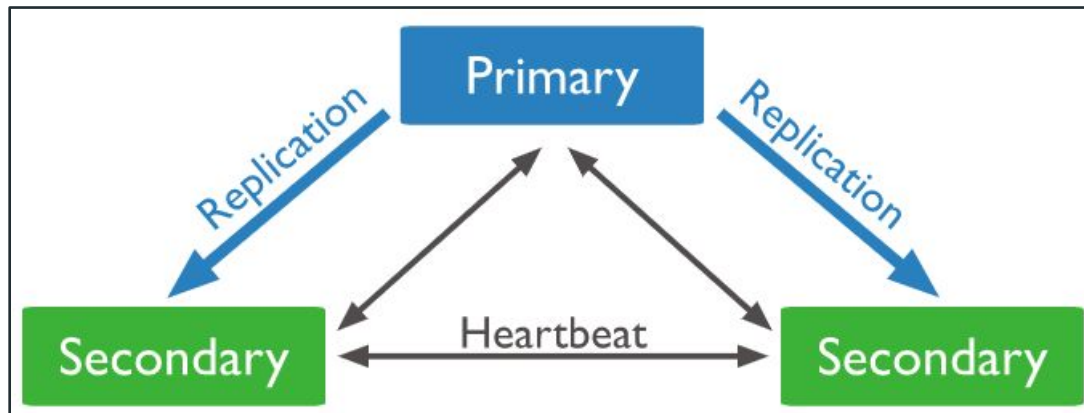 Primary
Replication
Replication
Heartbeat
Secondary
Secondary